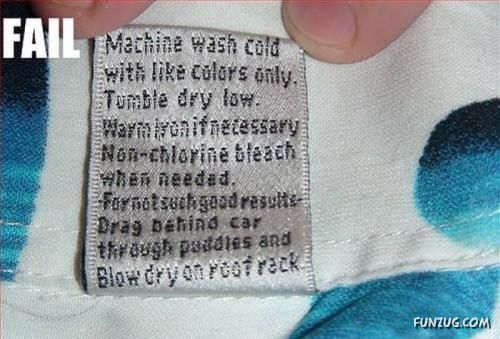 FAIL
Machine wash cold
with like colors only.
Tumble dry low.
Warm iron if necessary
Non-chlorine bleach
when needed.
-For not such good results-
Drag behind car
through puddles and
Blow dry on roof rack
FUNZUG.COM